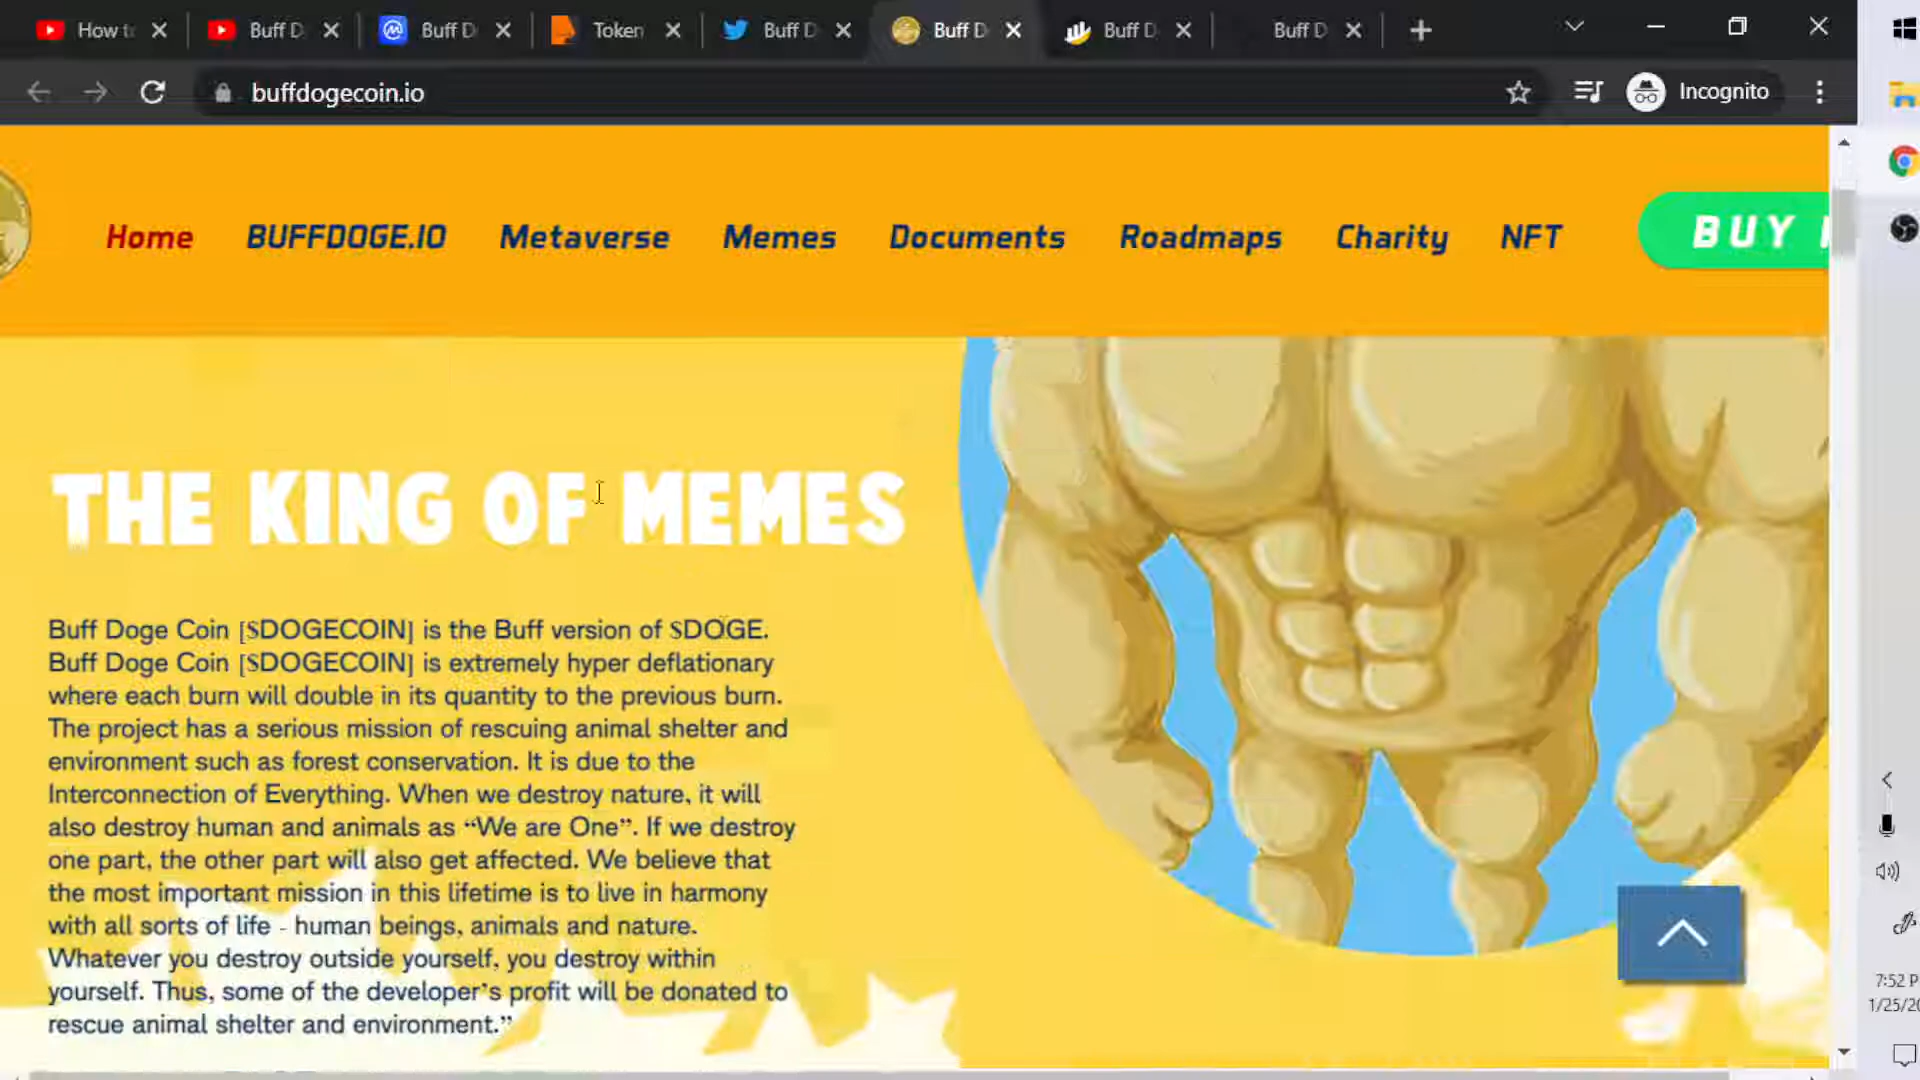 How t
Buff D
Buff D
Token
Buff D
Buff D
Buff D
Buff D
buffdogecoin.io
Incognito
Home
BUFFDOGE.IO
Metaverse
Memes
Documents
Roadmaps
Charity
NFT
BUY
THE KING OF MEMES
Buff Doge Coin [$DOGECOIN] is the Buff version of $DOGE.
Buff Doge Coin [$DOGECOIN] is extremely hyper deflationary
where each burn will double in its quantity to the previous burn.
The project has a serious mission of rescuing animal shelter and
environment such as forest conservation. It is due to the
Interconnection of Everything. When we destroy nature, it will
also destroy human and animals as “We are One”. If we destroy
one part, the other part will also get affected. We believe that
the most important mission in this lifetime is to live in harmony
with all sorts of life - human beings, animals and nature.
Whatever you destroy outside yourself, you destroy within
yourself. Thus, some of the developer’s profit will be donated to
rescue animal shelter and environment.”
7:52 P
1/25/20